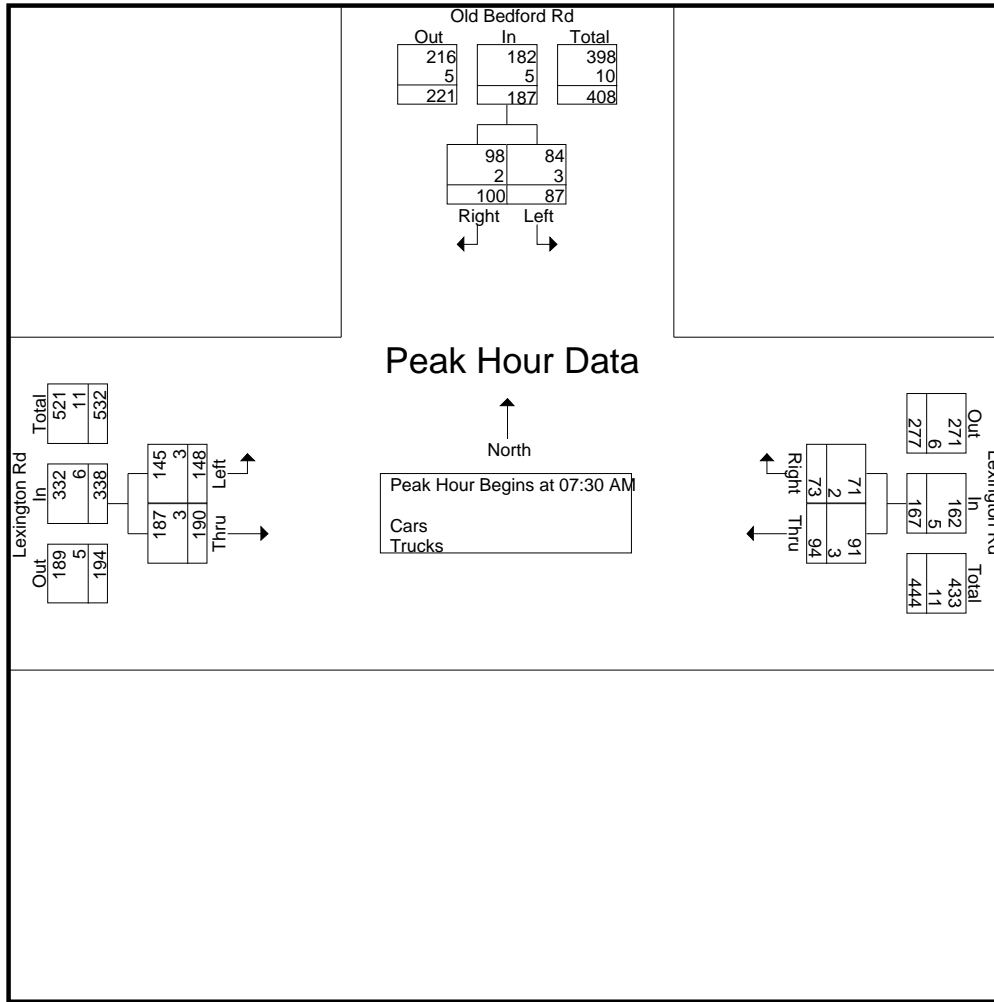 Old Bedford Rd
Out In Total
216 182 398
5 5 10
221 187 408
98 84
2 3
100 87
Right Left
Peak Hour Data
North
Peak Hour Begins at 07:30 AM
Cars
Trucks
Lexington Rd
Out In Total
189 332 521
5 6 11
194 338 532
187 145
3 3
190 148
Thru Left
Lexington Rd
Out In Total
271 162 433
6 5 11
277 167 444
71 91
2 3
73 94
Right Thru